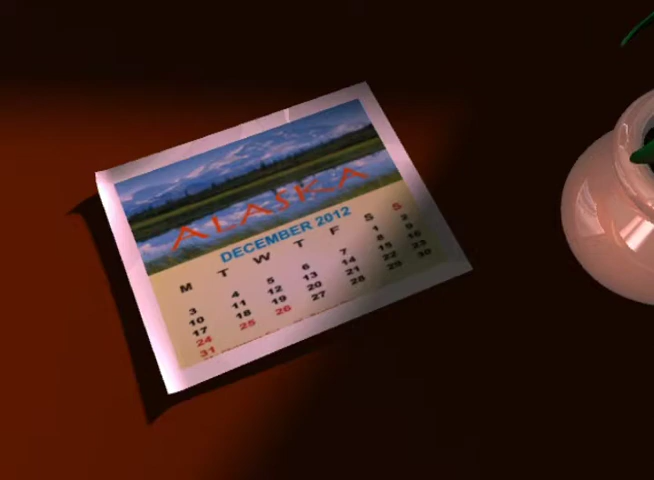 ALASKA
DECEMBER 2012
M T W T F S S
1 2
3 4 5 6 7 8 9
10 11 12 13 14 15 16
17 18 19 20 21 22 23
24 25 26 27 28 29 30
31